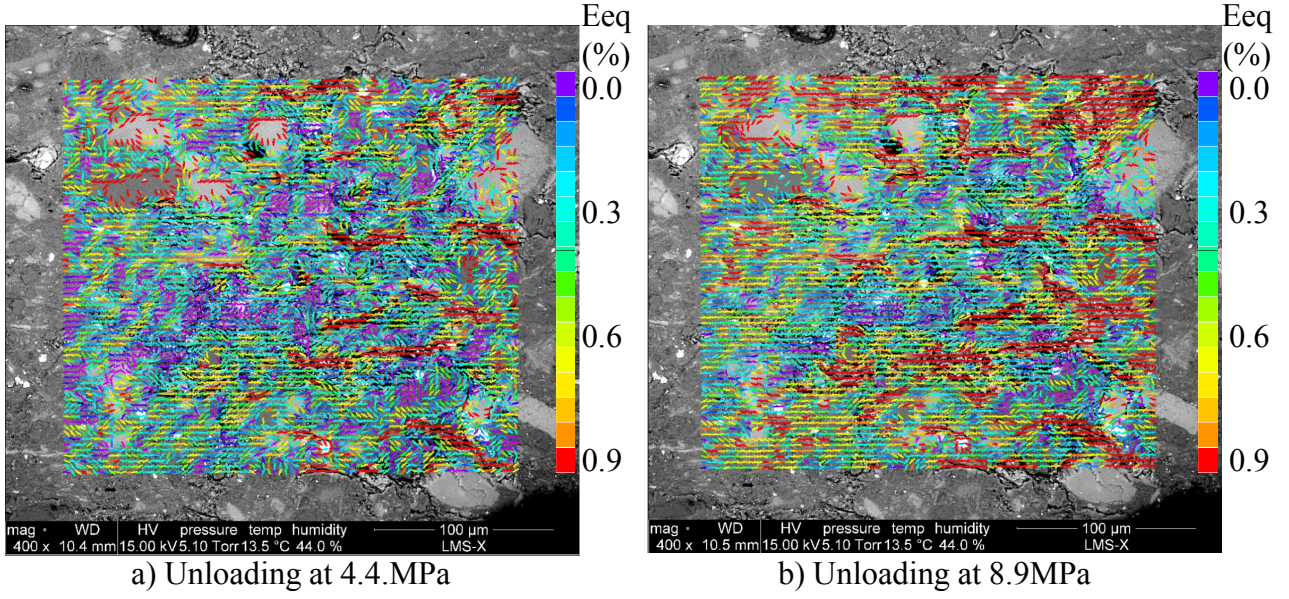 Eeq
(%)
0.0
0.3
0.6
0.9
mag ▫ WD HV pressure temp humidity 100 µm
400 x 10.4 mm 15.00 kV 5.10 Torr 13.5 °C 44.0 % LMS-X
a) Unloading at 4.4.MPa
Eeq
(%)
0.0
0.3
0.6
0.9
mag ▫ WD HV pressure temp humidity 100 µm
400 x 10.5 mm 15.00 kV 5.10 Torr 13.5 °C 44.0 % LMS-X
b) Unloading at 8.9MPa